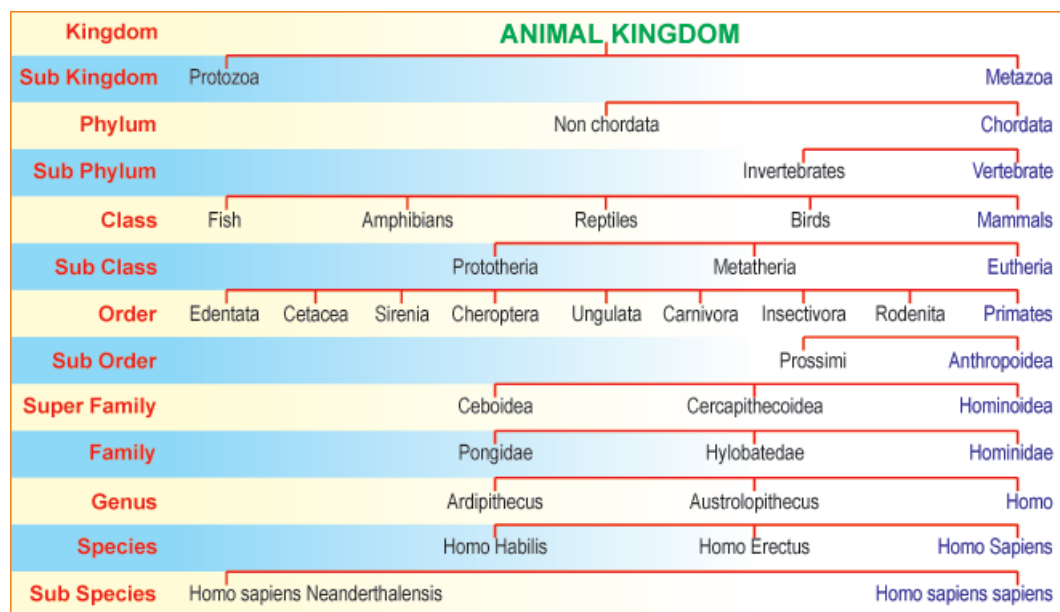 Kingdom ANIMAL KINGDOM
Sub Kingdom Protozoa Metazoa
Phylum Non chordata Chordata
Sub Phylum Invertebrates Vertebrate
Class Fish Amphibians Reptiles Birds Mammals
Sub Class Prototheria Metatheria Eutheria
Order Edentata Cetacea Sirenia Cheroptera Ungulata Carnivora Insectivora Rodenita Primates
Sub Order Prossimi Anthropoidea
Super Family Ceboidea Cercapithecoidea Hominoidea
Family Pongidae Hylobatedae Hominidae
Genus Ardipithecus Austrolopithecus Homo
Species Homo Habilis Homo Erectus Homo Sapiens
Sub Species Homo sapiens Neanderthalensis Homo sapiens sapiens